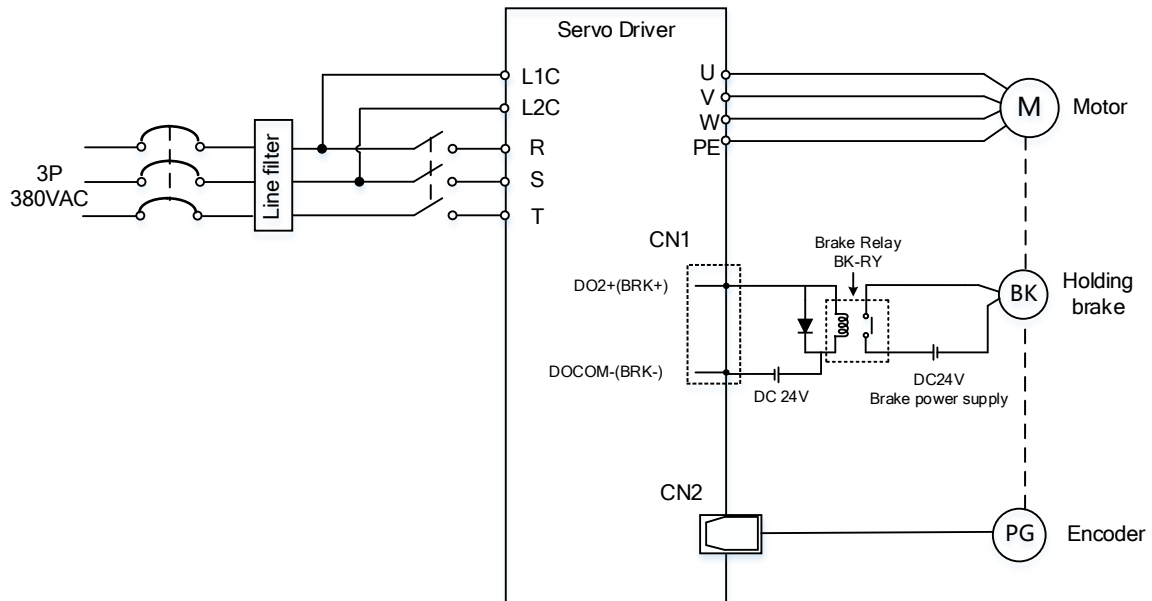 Servo Driver
L1C
L2C
R
S
T
3P
380VAC
Line filter
U
V
W
PE
M
Motor
CN1
DO2+(BRK+)
DOCOM-(BRK-)
Brake Relay
BK-RY
DC 24V
DC24V
Brake power supply
BK
Holding
brake
CN2
PG
Encoder